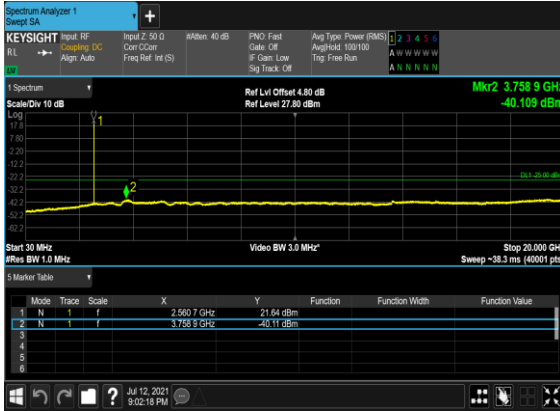 Spectrum Analyzer 1
Swept SA
+
KEYSIGHT Input: RF Input Z: 50 Ω #Atten: 40 dB PNO: Fast Avg Type: Power (RMS) 1 2 3 4 5 6
RL Coupling: DC Corr CCorr Gate: Off Avg|Hold: 100/100 A W W W W W
Align: Auto Freq Ref: Int (S) IF Gain: Low Trig: Free Run
Sig Track: Off A N N N N N
1 Spectrum Ref Lvl Offset 4.80 dB Mkr2 3.758 9 GHz
Scale/Div 10 dB Ref Level 27.80 dBm -40.109 dBm
Log
17.8
7.80
-2.20
-12.2
-22.2
-32.2
-42.2
-52.2
-62.2
1
2
DL1 -25.00 dBm
Start 30 MHz Video BW 3.0 MHz* Stop 20.000 GH
#Res BW 1.0 MHz Sweep ~38.3 ms (40001 pts
5 Marker Table
Mode Trace Scale X Y Function Function Width Function Value
1 N 1 f 2.560 7 GHz 21.64 dBm
2 N 1 f 3.758 9 GHz -40.11 dBm
3
4
5
6
? Jul 12, 2021
9:02:18 PM